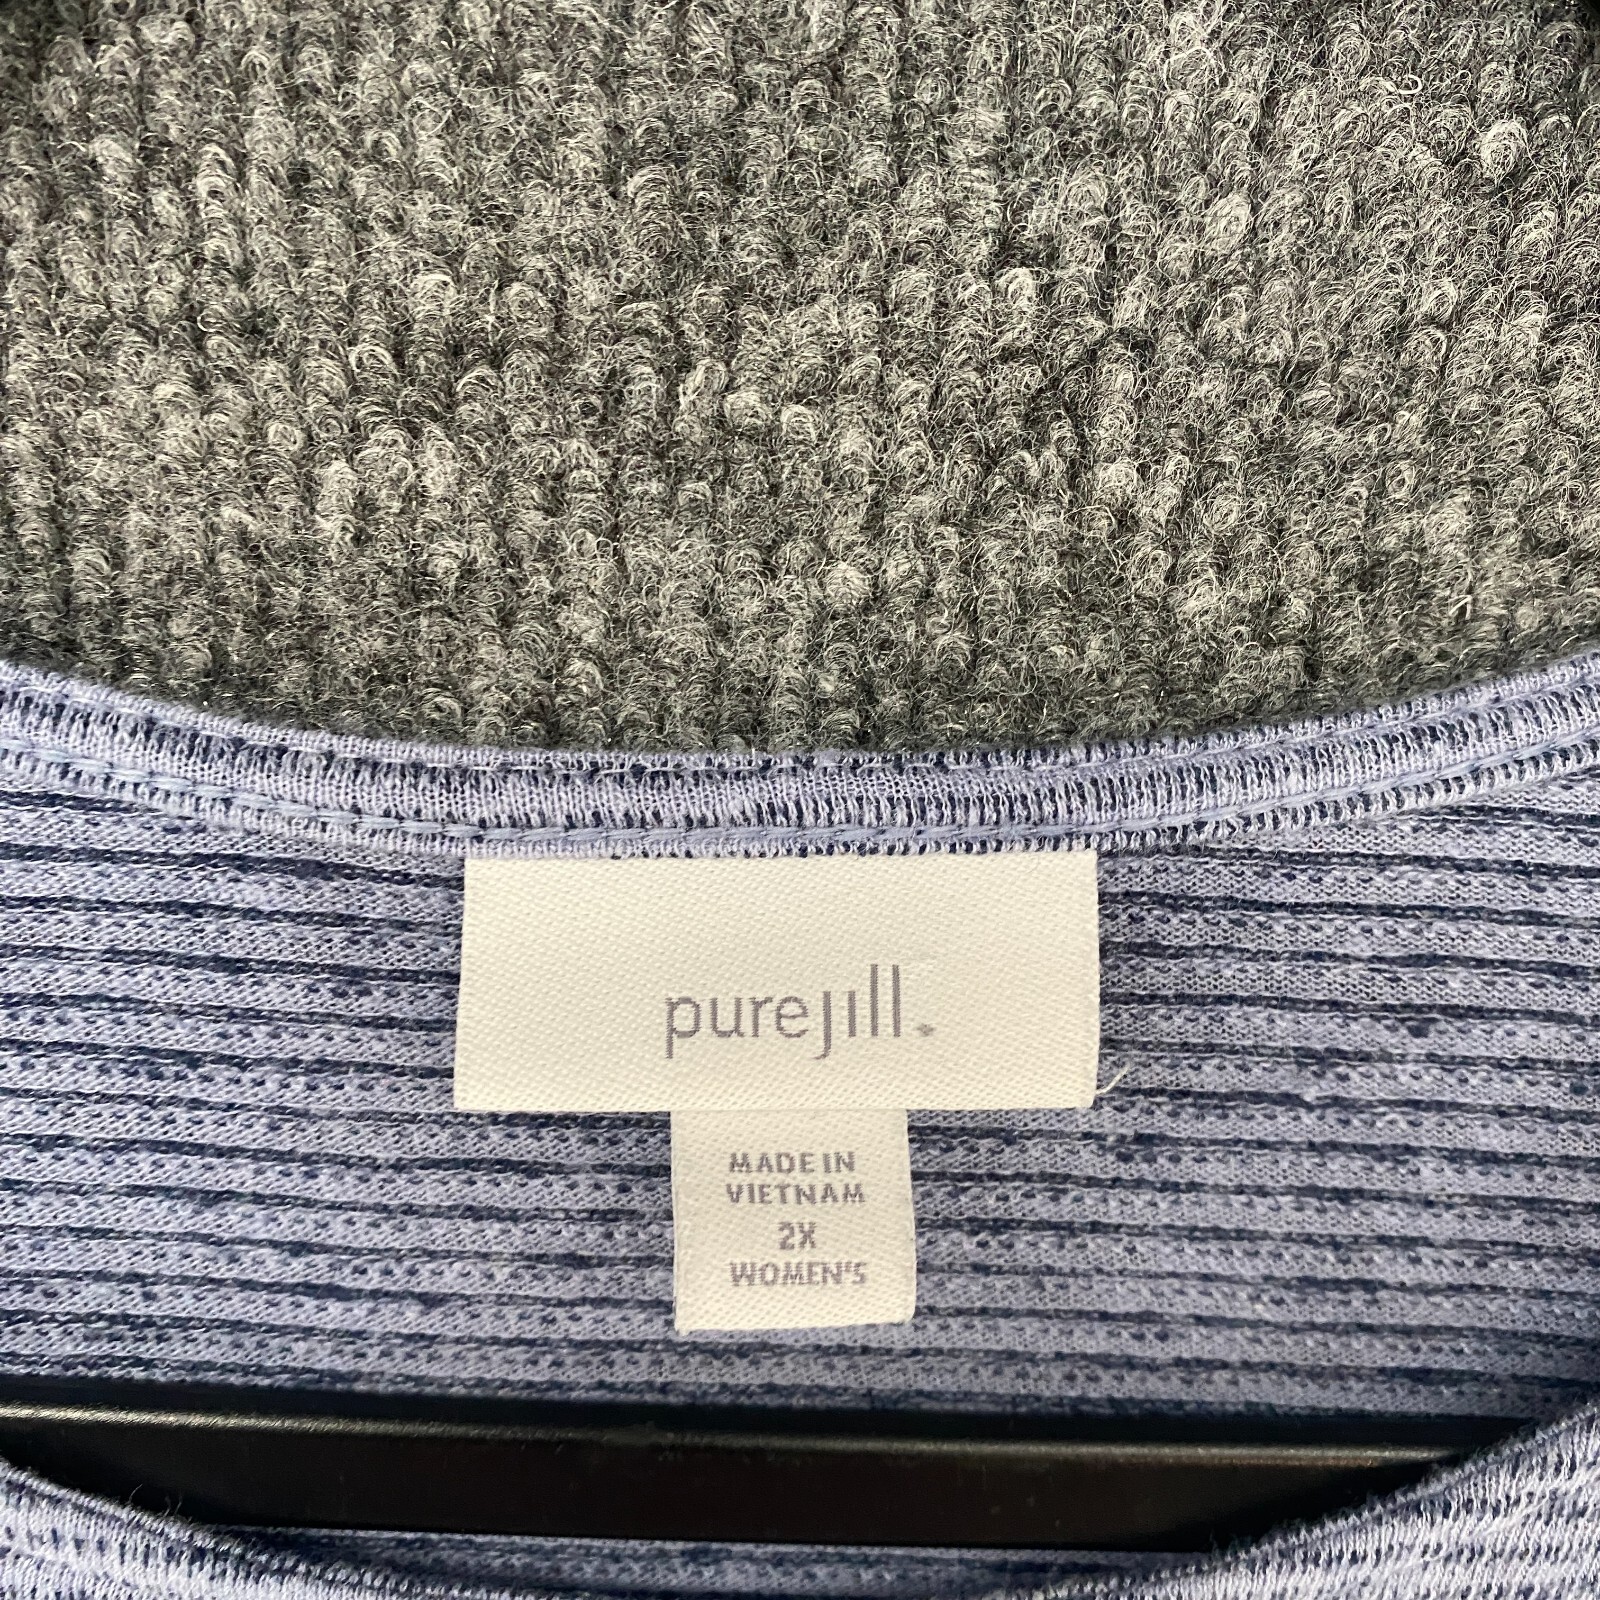 purejill.
MADE IN
VIETNAM
2X
WOMEN'S